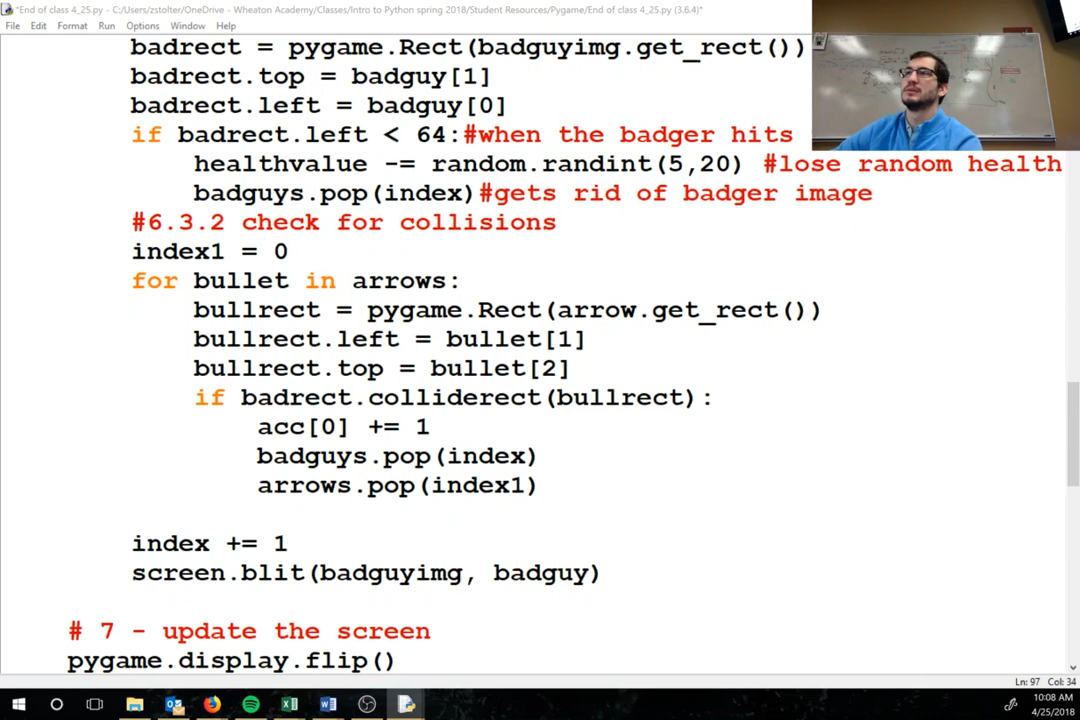 *End of class 4_25.py - C:/Users/zstolter/OneDrive - Wheaton Academy/Classes/Intro to Python spring 2018/Student Resources/Pygame/End of class 4_25.py (3.6.4)*
File Edit Format Run Options Window Help
badrect = pygame.Rect(badguyimg.get_rect())
badrect.top = badguy[1]
badrect.left = badguy[0]
if badrect.left < 64:#when the badger hits
healthvalue -= random.randint(5,20) #lose random health
badguys.pop(index)#gets rid of badger image
#6.3.2 check for collisions
index1 = 0
for bullet in arrows:
bullrect = pygame.Rect(arrow.get_rect())
bullrect.left = bullet[1]
bullrect.top = bullet[2]
if badrect.colliderect(bullrect):
acc[0] += 1
badguys.pop(index)
arrows.pop(index1)
index += 1
screen.blit(badguyimg, badguy)
# 7 - update the screen
pygame.display.flip()
Ln: 97 Col: 34
10:08 AM
4/25/2018